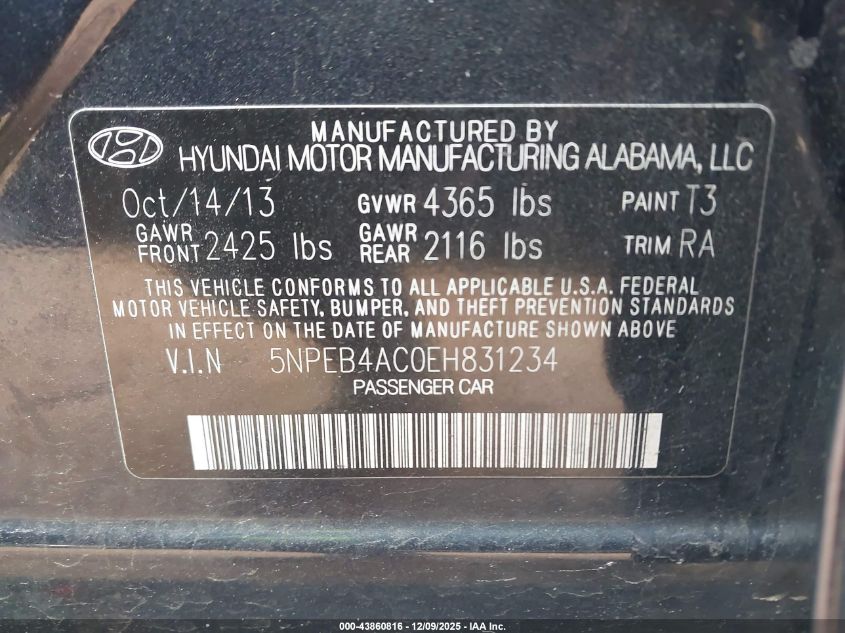 MANUFACTURED BY
HYUNDAI MOTOR MANUFACTURING ALABAMA, LLC
Oct/14/13 GVWR 4365 lbs PAINT T3
GAWR FRONT 2425 lbs GAWR REAR 2116 lbs TRIM RA
THIS VEHICLE CONFORMS TO ALL APPLICABLE U.S.A. FEDERAL
MOTOR VEHICLE SAFETY, BUMPER, AND THEFT PREVENTION STANDARDS
IN EFFECT ON THE DATE OF MANUFACTURE SHOWN ABOVE
V.I.N 5NPEB4AC0EH831234
PASSENGER CAR
000-43860816 - 12/09/2025 - IAA Inc.